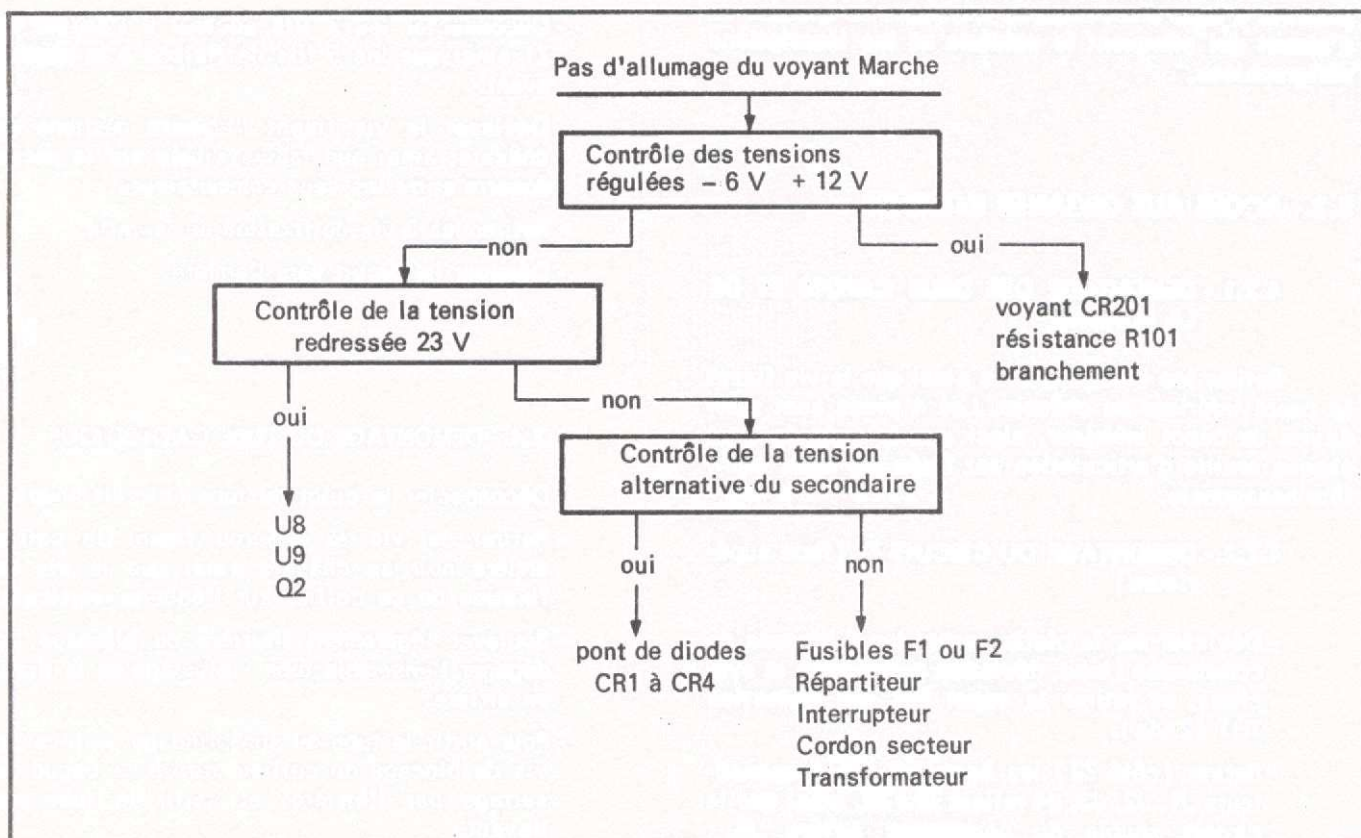 Pas d'allumage du voyant Marche
Contrôle des tensions
régulées – 6 V + 12 V
non
oui
Contrôle de la tension
redressée 23 V
voyant CR201
résistance R101
branchement
oui
non
U8
U9
Q2
Contrôle de la tension
alternative du secondaire
oui
non
pont de diodes
CR1 à CR4
Fusibles F1 ou F2
Répartiteur
Interrupteur
Cordon secteur
Transformateur